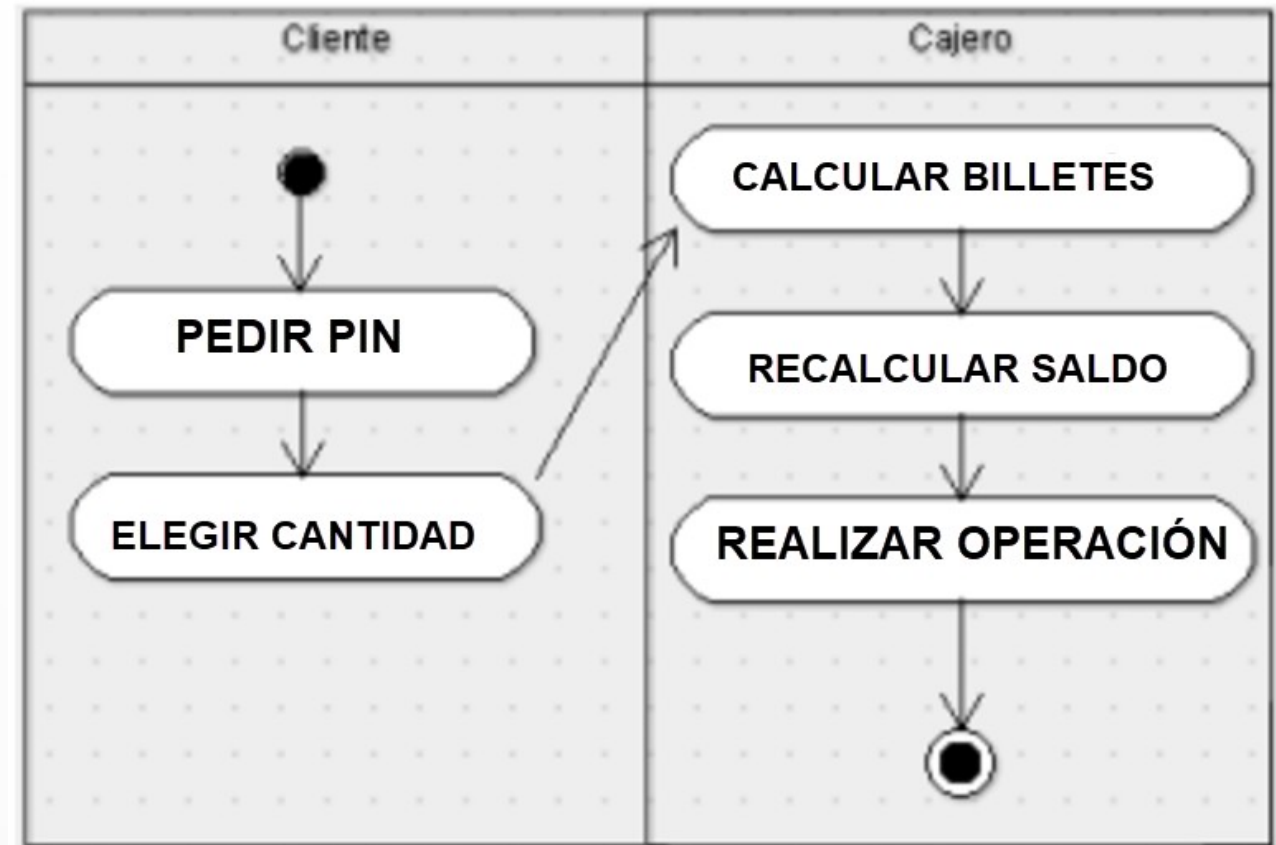 Cliente
Cajero
PEDIR PIN
ELEGIR CANTIDAD
CALCULAR BILLETES
RECALCULAR SALDO
REALIZAR OPERACIÓN